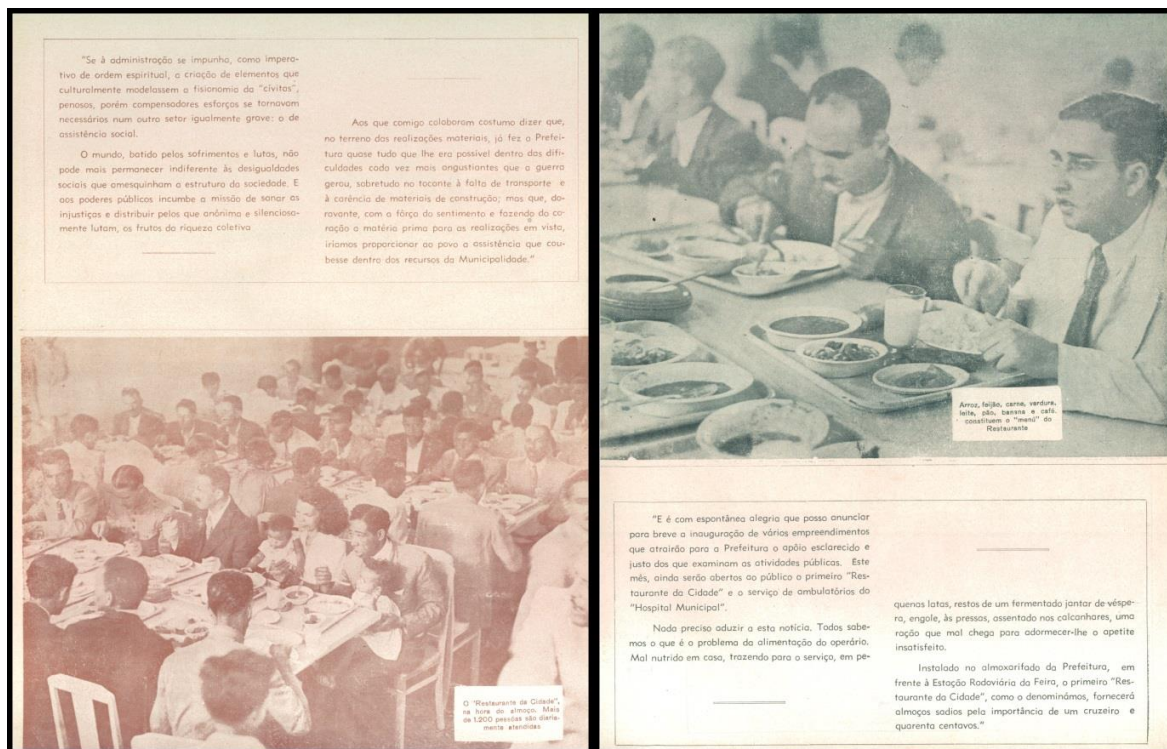 "Se à administração se impunha, como impera-
tivo de ordem espiritual, a criação de elementos que
culturalmente modelassem a fisionomia da "civitas",
penosos, porém compensadores esforços se tornavam
necessários num outro setor igualmente grave: o de
assistência social.
O mundo, batido pelos sofrimentos e lutas, não
pode mais permanecer indiferente às desigualdades
sociais que amesquinham a estrutura da sociedade. E
aos poderes públicos incumbe a missão de sanar as
injustiças e distribuir pelos que anônima e silenciosa-
mente lutam, os frutos da riqueza coletiva
Aos que comigo colaboram costumo dizer que,
no terreno das realizações materiais, já fez a Prefei-
tura quase tudo que lhe era possível dentro das difi-
culdades cada vez mais angustiantes que a guerra
gerou, sobretudo no tocante à falta de transporte e
à carência de materiais de construção; mas que, do-
ravante, com a fôrça do sentimento e fazendo do co-
ração a matéria prima para as realizações em vista,
iríamos proporcionar ao povo a assistência que cou-
besse dentro dos recursos da Municipalidade."
O "Restaurante da Cidade",
na hora do almoço. Mais
de 1.200 pessôas são diaria-
mente atendidas
Arroz, feijão, carne, verdura,
leite, pão, banana e café,
constituem o "menú" do
Restaurante
"E é com espontânea alegria que posso anunciar
para breve a inauguração de vários empreendimentos
que atrairão para a Prefeitura o apôio esclarecido e
justo dos que examinam as atividades públicas. Este
mês, ainda serão abertos ao público o primeiro "Res-
taurante da Cidade" e o serviço de ambulatórios do
"Hospital Municipal".
Nada preciso aduzir a esta notícia. Todos sabe-
mos o que é o problema da alimentação do operário.
Mal nutrido em casa, trazendo para o serviço, em pe-
quenas latas, restos de um fermentado jantar de véspe-
ra, engole, às pressas, assentado nos calcanhares, uma
ração que mal chega para adormecer-lhe o apetite
insatisfeito.
Instalado no almoxarifado da Prefeitura, em
frente à Estação Rodoviária da Feira, o primeiro "Res-
taurante da Cidade", como o denominámos, fornecerá
almoços sadios pela importância de um cruzeiro e
quarenta centavos."